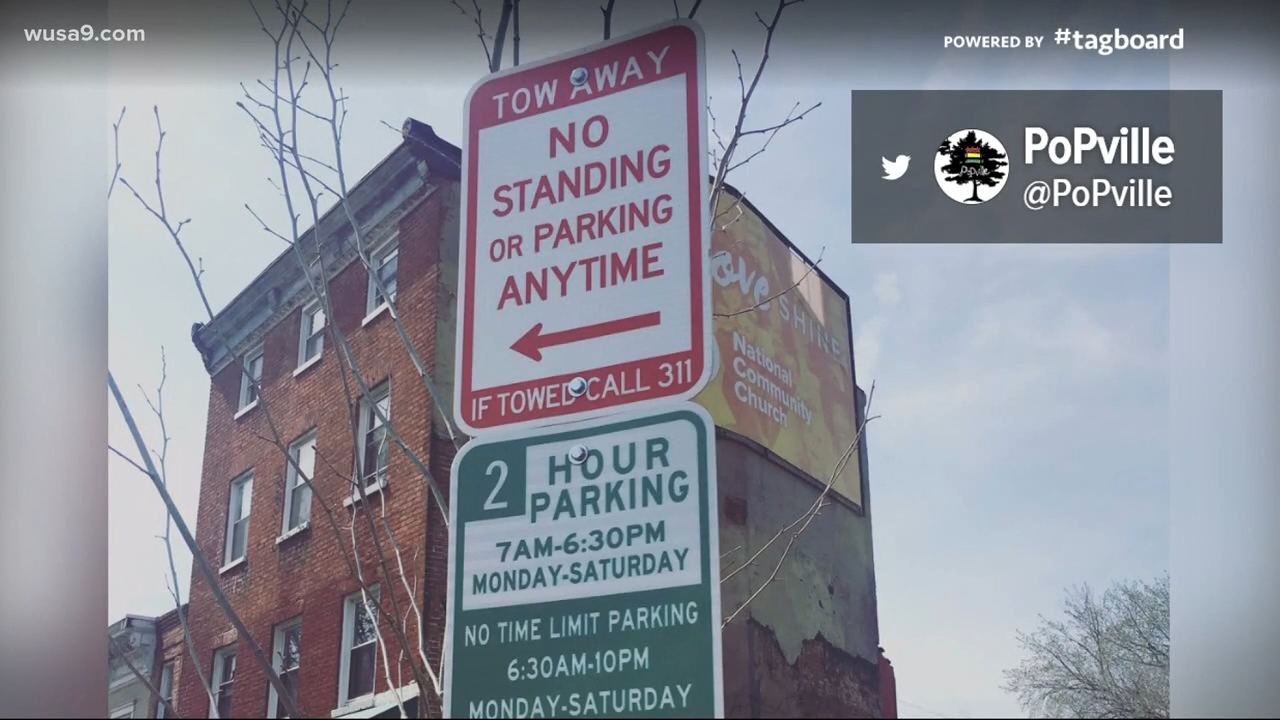 wusa9.com
POWERED BY #tagboard
PoPville
@PoPville
TOW AWAY
NO
STANDING
OR PARKING
ANYTIME
IF TOWED CALL 311
2 HOUR
PARKING
7AM-6:30PM
MONDAY-SATURDAY
NO TIME LIMIT PARKING
6:30AM-10PM
MONDAY-SATURDAY
SHINE
National
Community
Church